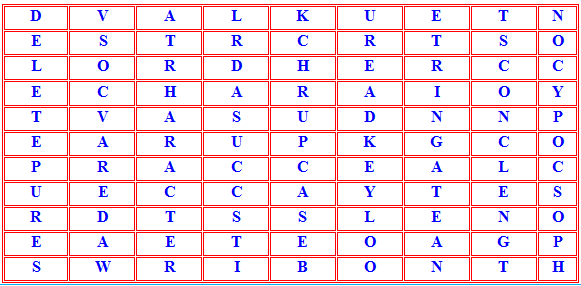 D V A L K U E T N
E S T R C R T S O
L O R D H E R C C
E C H A R A I O Y
T V A S U D N N P
E A R U P K G C O
P R A C C E A L C
U E C C A Y T E S
R D T S S L E N O
E A E T E O A G P
S W R I B O N T H